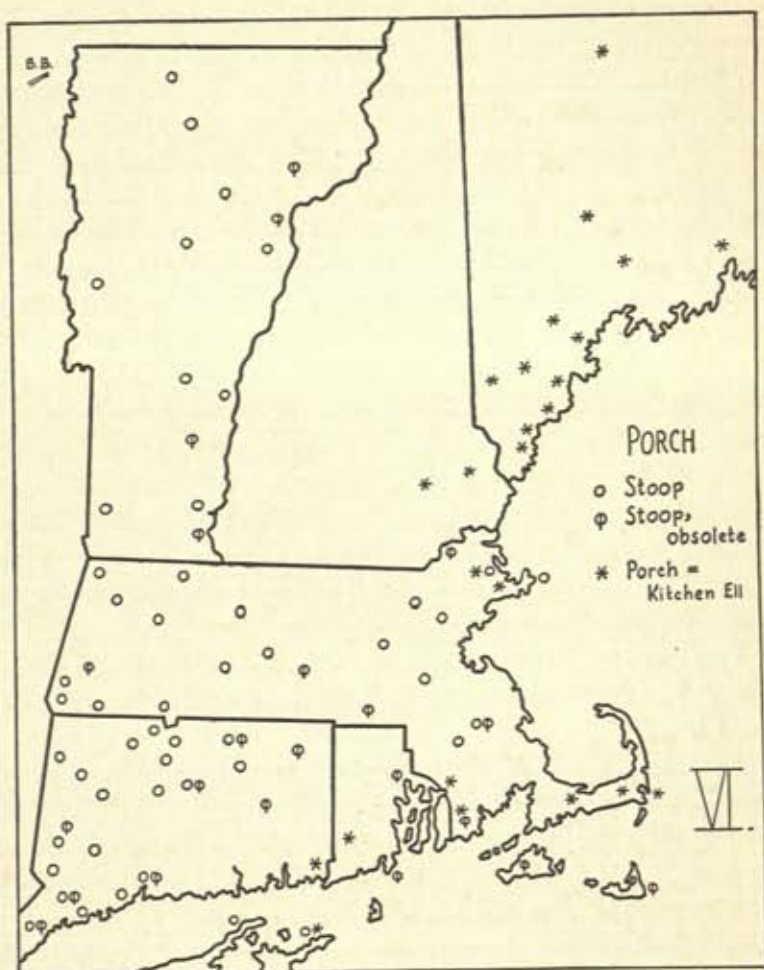 B.B.
PORCH
Stoop
Stoop,
obsolete
Porch =
Kitchen Ell
VI.